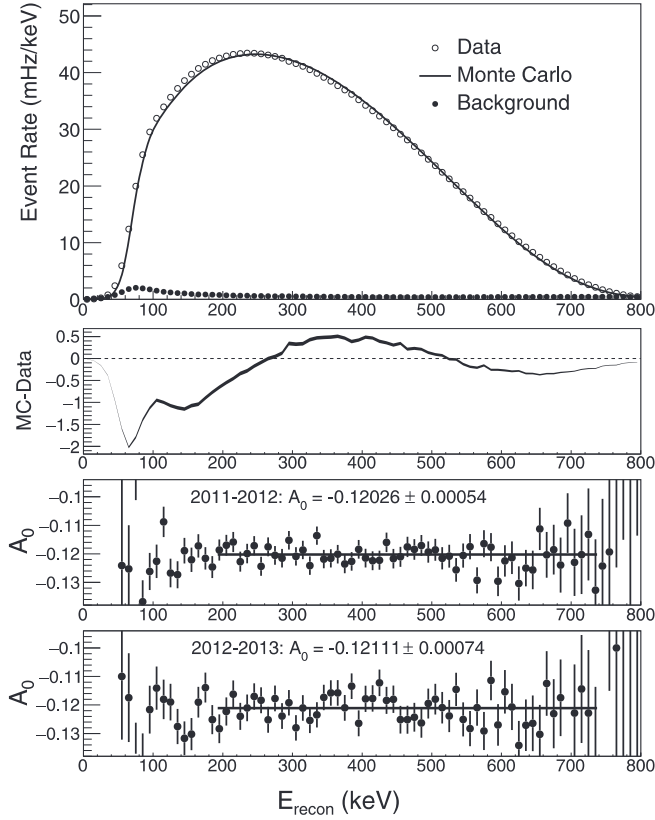 Event Rate (mHz/keV)
50
40
30
20
10
0
Data
Monte Carlo
Background
0 100 200 300 400 500 600 700 800
MC-Data
0.5
0
−0.5
−1
−1.5
−2
0 100 200 300 400 500 600 700 800
A0
−0.1
−0.11
−0.12
−0.13
2011-2012: A0 = -0.12026 ± 0.00054
0 100 200 300 400 500 600 700 800
A0
−0.1
−0.11
−0.12
−0.13
2012-2013: A0 = -0.12111 ± 0.00074
0 100 200 300 400 500 600 700 800
Erecon (keV)